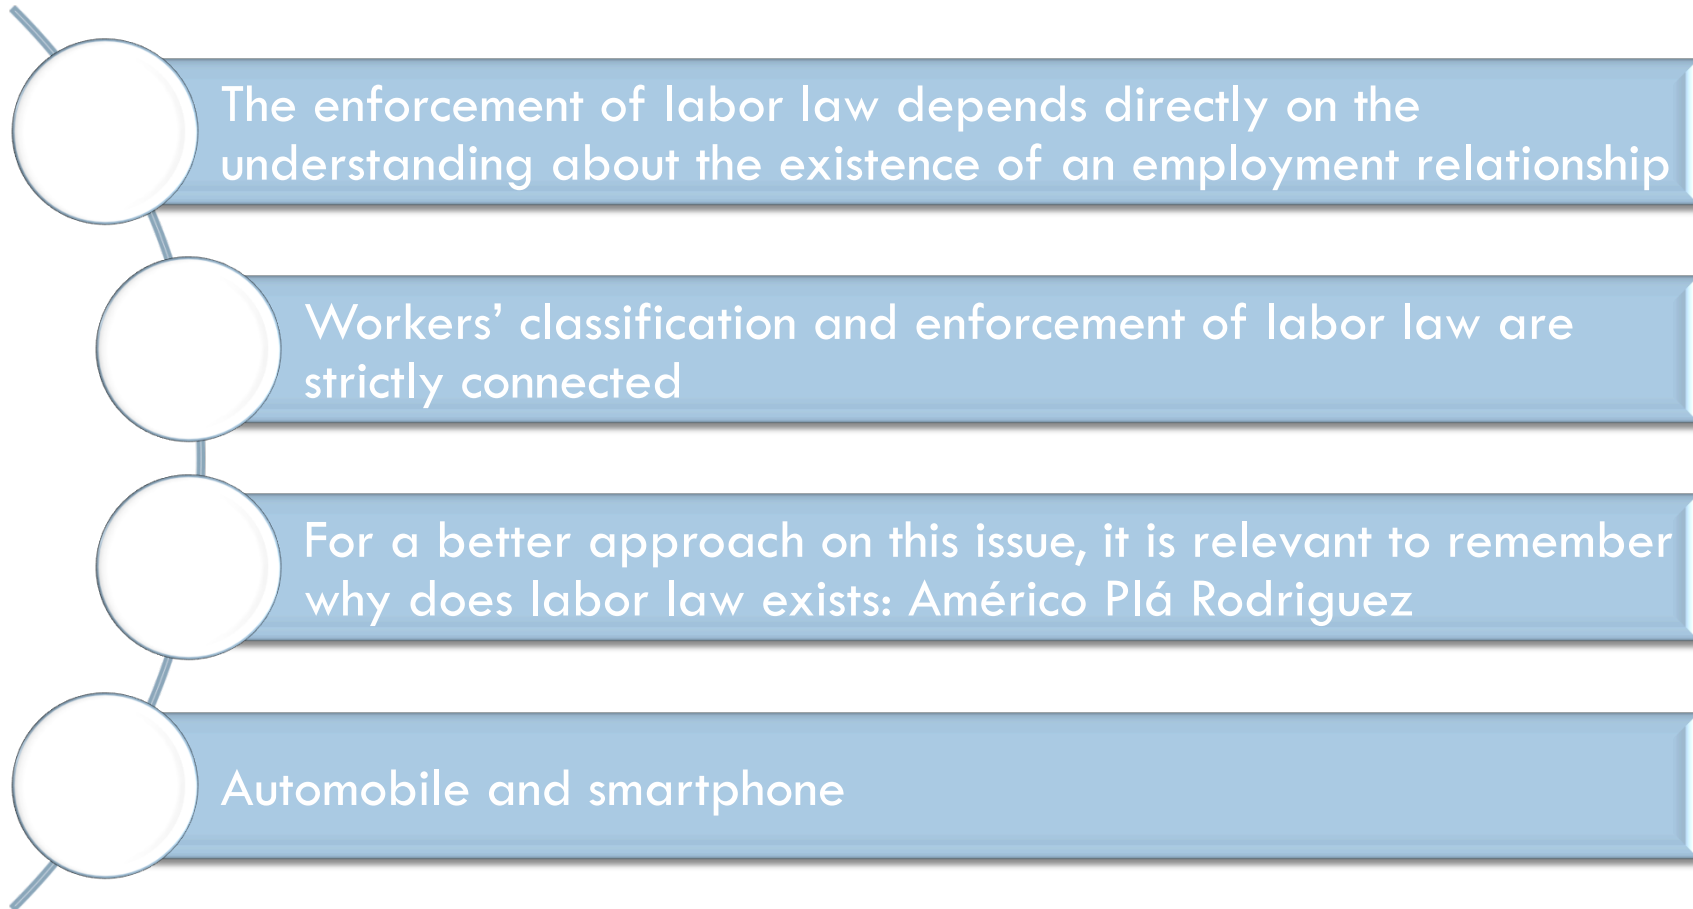 The enforcement of labor law depends directly on the
understanding about the existence of an employment relationship
Workers’ classification and enforcement of labor law are
strictly connected
For a better approach on this issue, it is relevant to remember
why does labor law exists: Américo Plá Rodriguez
Automobile and smartphone